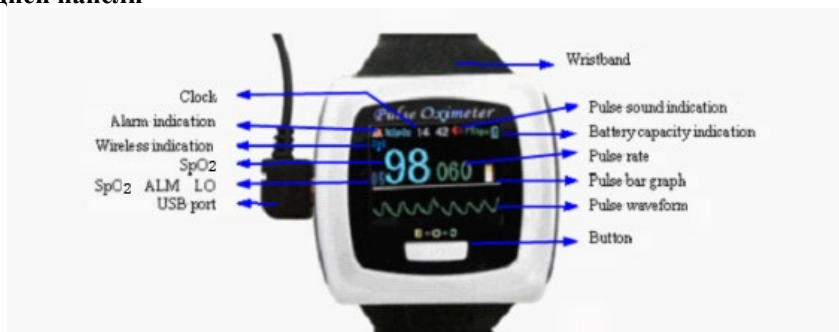 Wristband
Clock
Alarm indication
Wireless indication
SpO2
SpO2 ALM LO
USB port
Pulse Oximeter
14 42
98 060
Pulse sound indication
Battery capacity indication
Pulse rate
Pulse bar graph
Pulse waveform
Button